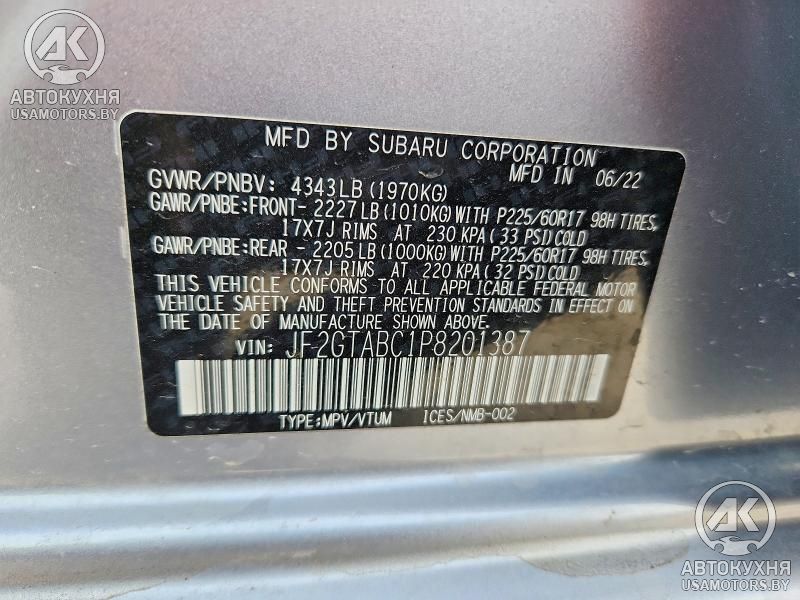 AK
АВТОКУХНЯ
USAMOTORS.BY
MFD BY SUBARU CORPORATION
MFD IN 06/22
GVWR/PNBV: 4343LB(1970KG)
GAWR/PNBE:FRONT- 2227LB(1010KG)WITH P225/60R17 98H TIRES,
17X7J RIMS AT 230 KPA( 33 PSI)COLD
GAWR/PNBE:REAR - 2205LB(1000KG)WITH P225/60R17 98H TIRES,
17X7J RIMS AT 220 KPA( 32 PSI)COLD
THIS VEHICLE CONFORMS TO ALL APPLICABLE FEDERAL MOTOR
VEHICLE SAFETY AND THEFT PREVENTION STANDARDS IN EFFECT ON
THE DATE OF MANUFACTURE SHOWN ABOVE.
VIN: JF2GTABC1P8201387
TYPE:MPV/VTUM ICES/NMB-002
AK
АВТОКУХНЯ
USAMOTORS.BY